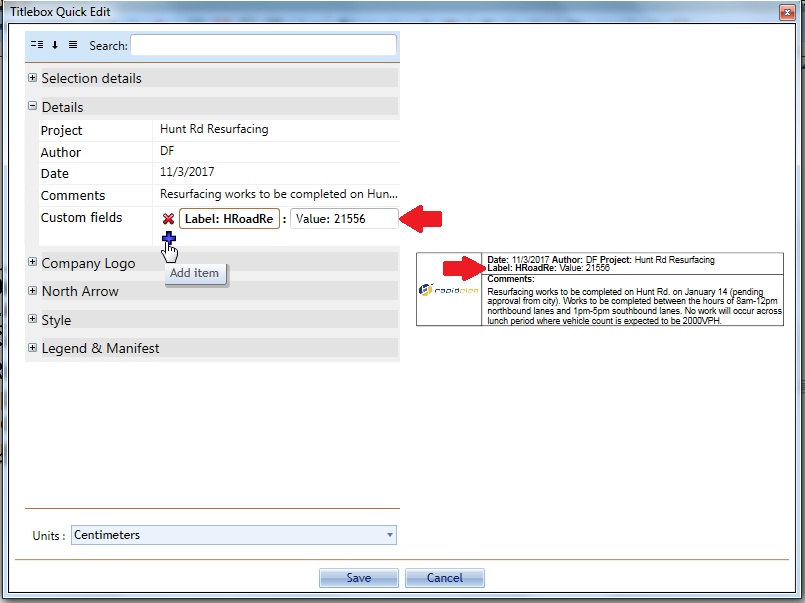 Titlebox Quick Edit
Search:
Selection details
Details
Project Hunt Rd Resurfacing
Author DF
Date 11/3/2017
Comments Resurfacing works to be completed on Hun...
Custom fields Label: HRoadRe : Value: 21556
Add item
Company Logo
North Arrow
Style
Legend & Manifest
Date: 11/3/2017 Author: DF Project: Hunt Rd Resurfacing
Label: HRoadRe: Value: 21556
Comments:
rapidplan
Resurfacing works to be completed on Hunt Rd. on January 14 (pending
approval from city). Works to be completed between the hours of 8am-12pm
northbound lanes and 1pm-5pm southbound lanes. No work will occur across
lunch period where vehicle count is expected to be 2000VPH.
Units : Centimeters
Save Cancel